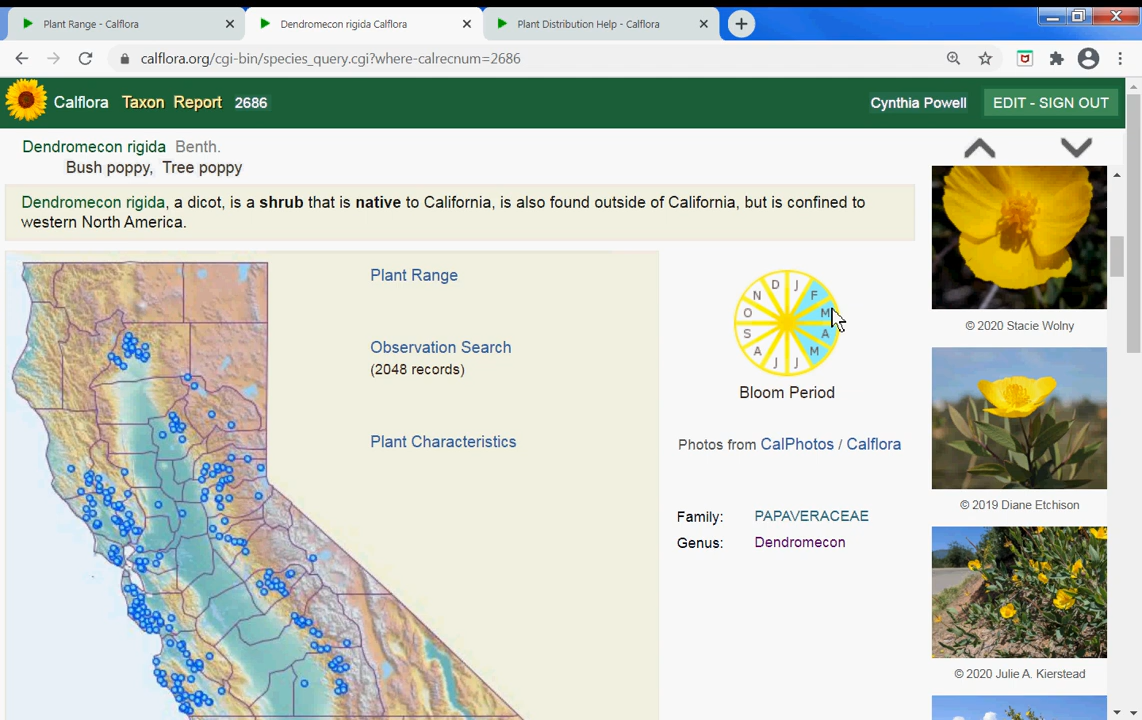 Plant Range - Calflora
Dendromecon rigida Calflora
Plant Distribution Help - Calflora
calflora.org/cgi-bin/species_query.cgi?where-calrecnum=2686
Calflora Taxon Report 2686
Cynthia Powell
EDIT - SIGN OUT
Dendromecon rigida Benth.
Bush poppy, Tree poppy
Dendromecon rigida, a dicot, is a shrub that is native to California, is also found outside of California, but is confined to
western North America.
Plant Range
Observation Search
(2048 records)
Plant Characteristics
J
F
M
A
M
J
J
A
S
O
N
D
Bloom Period
Photos from CalPhotos / Calflora
Family: PAPAVERACEAE
Genus: Dendromecon
© 2020 Stacie Wolny
© 2019 Diane Etchison
© 2020 Julie A. Kierstead